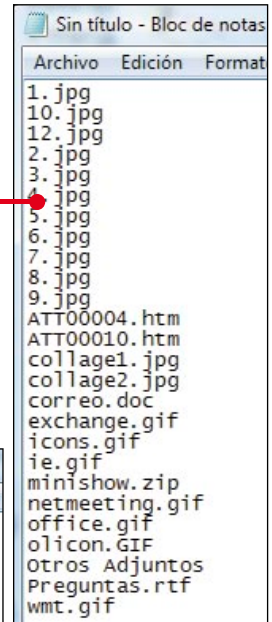 Sin título - Bloc de notas
Archivo Edición Format
1.jpg
10.jpg
12.jpg
2.jpg
3.jpg
4.jpg
5.jpg
6.jpg
7.jpg
8.jpg
9.jpg
ATT00004.htm
ATT00010.htm
collage1.jpg
collage2.jpg
correo.doc
exchange.gif
icons.gif
ie.gif
minishow.zip
netmeeting.gif
office.gif
olicon.GIF
Otros Adjuntos
Preguntas.rtf
wmt.gif